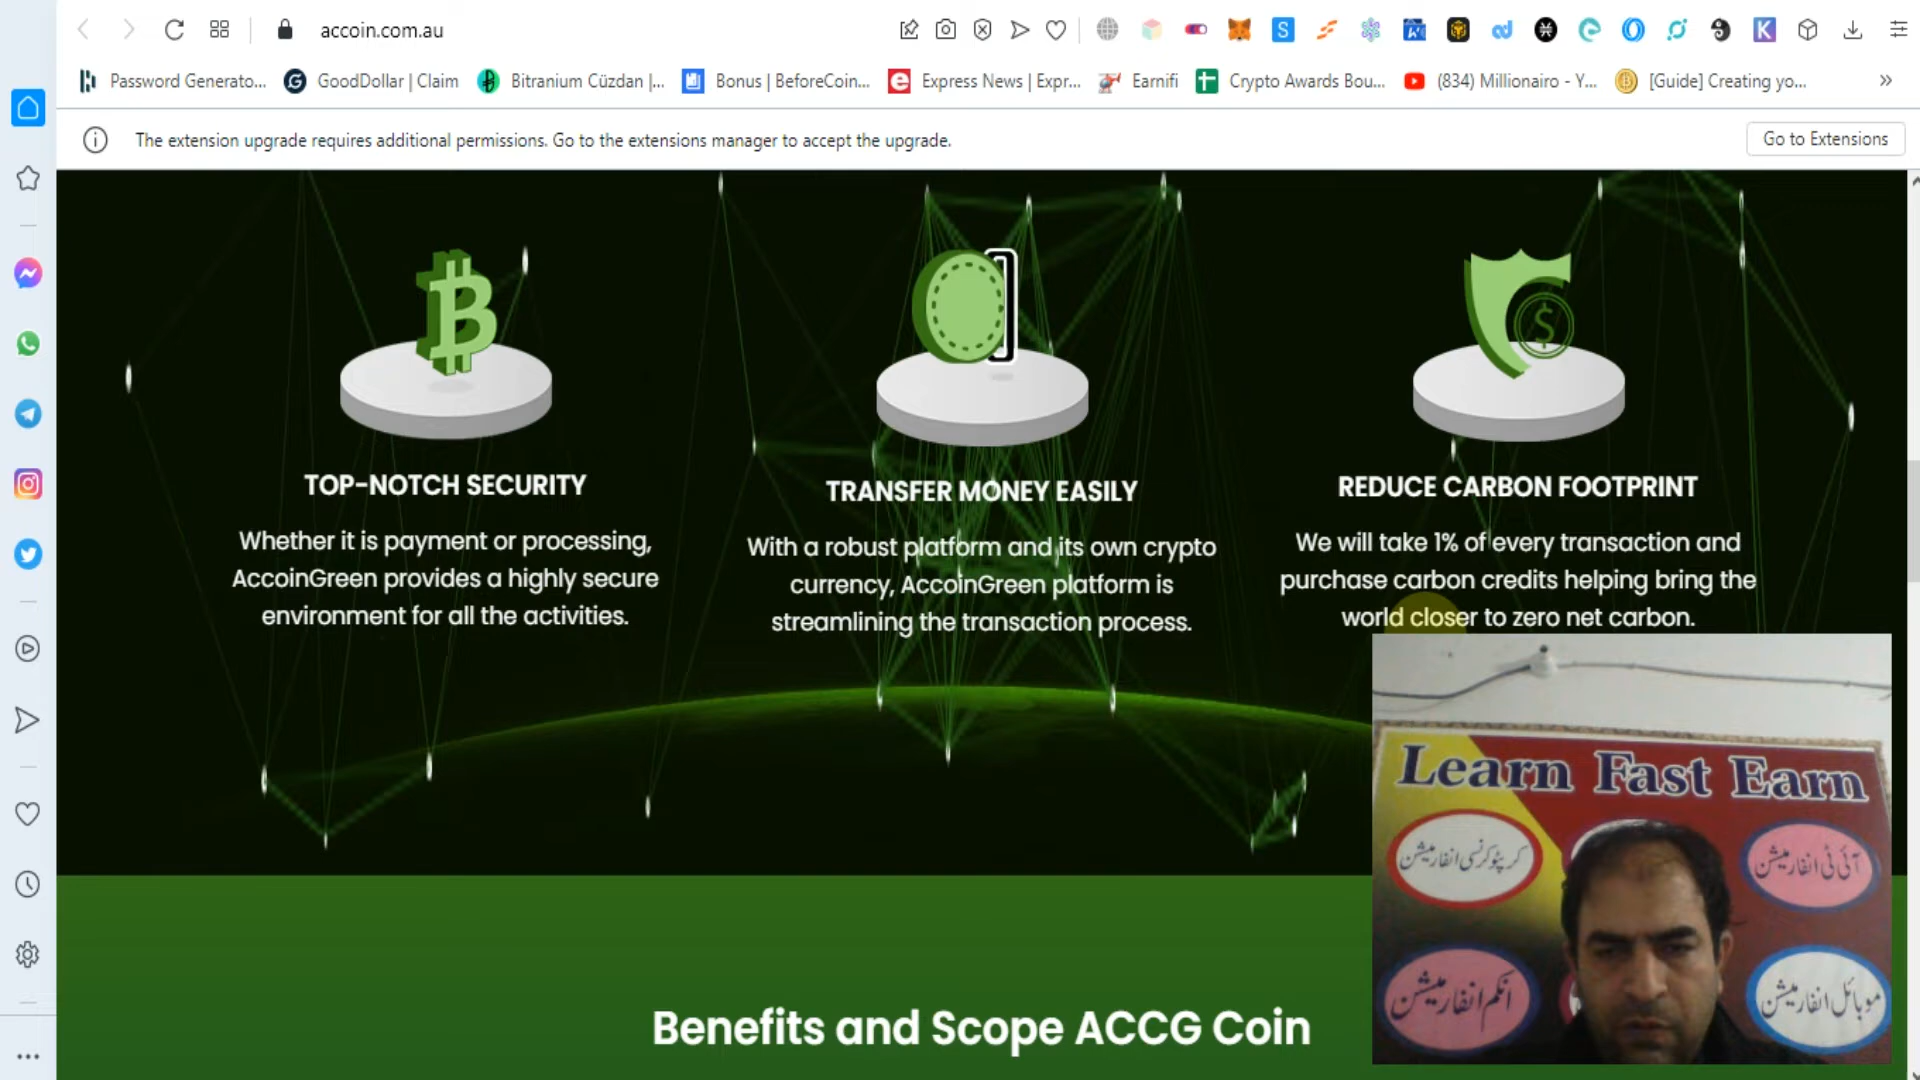 accoin.com.au
Password Generato...
GoodDollar | Claim
Bitranium Cüzdan |...
Bonus | BeforeCoin...
Express News | Expr...
Earnifi
Crypto Awards Bou...
(834) Millionairo - Y...
[Guide] Creating yo...
The extension upgrade requires additional permissions. Go to the extensions manager to accept the upgrade.
Go to Extensions
TOP-NOTCH SECURITY
Whether it is payment or processing,
AccoinGreen provides a highly secure
environment for all the activities.
TRANSFER MONEY EASILY
With a robust platform and its own crypto
currency, AccoinGreen platform is
streamlining the transaction process.
REDUCE CARBON FOOTPRINT
We will take 1% of every transaction and
purchase carbon credits helping bring the
world closer to zero net carbon.
Learn Fast Earn
کرپٹو کرنسی انفارمیشن
آئی ٹی انفارمیشن
انکم انفارمیشن
موبائل انفارمیشن
Benefits and Scope ACCG Coin